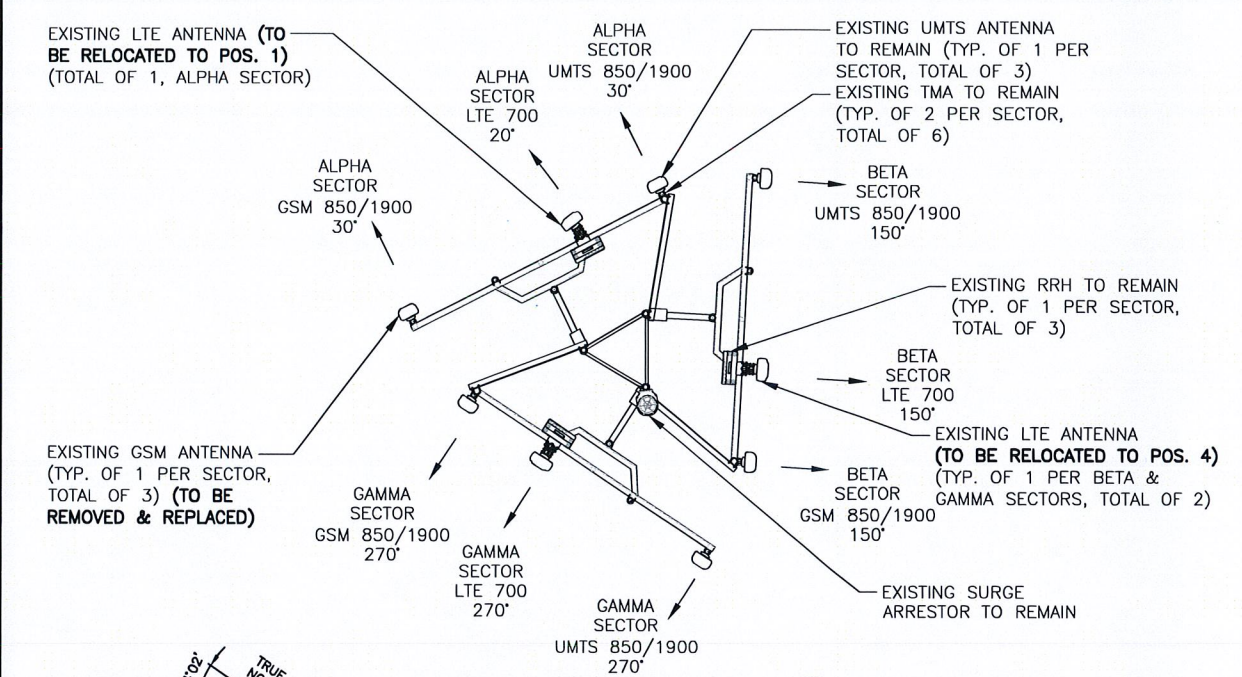 EXISTING LTE ANTENNA (TO
BE RELOCATED TO POS. 1)
(TOTAL OF 1, ALPHA SECTOR)
ALPHA
SECTOR
LTE 700
20°
ALPHA
SECTOR
UMTS 850/1900
30°
EXISTING UMTS ANTENNA
TO REMAIN (TYP. OF 1 PER
SECTOR, TOTAL OF 3)
EXISTING TMA TO REMAIN
(TYP. OF 2 PER SECTOR,
TOTAL OF 6)
ALPHA
SECTOR
GSM 850/1900
30°
BETA
SECTOR
UMTS 850/1900
150°
EXISTING RRH TO REMAIN
(TYP. OF 1 PER SECTOR,
TOTAL OF 3)
BETA
SECTOR
LTE 700
150°
EXISTING LTE ANTENNA
(TO BE RELOCATED TO POS. 4)
(TYP. OF 1 PER BETA &
GAMMA SECTORS, TOTAL OF 2)
EXISTING GSM ANTENNA
(TYP. OF 1 PER SECTOR,
TOTAL OF 3) (TO BE
REMOVED & REPLACED)
BETA
SECTOR
GSM 850/1900
150°
GAMMA
SECTOR
GSM 850/1900
270°
GAMMA
SECTOR
LTE 700
270°
GAMMA
SECTOR
UMTS 850/1900
270°
EXISTING SURGE
ARRESTOR TO REMAIN
TRUE